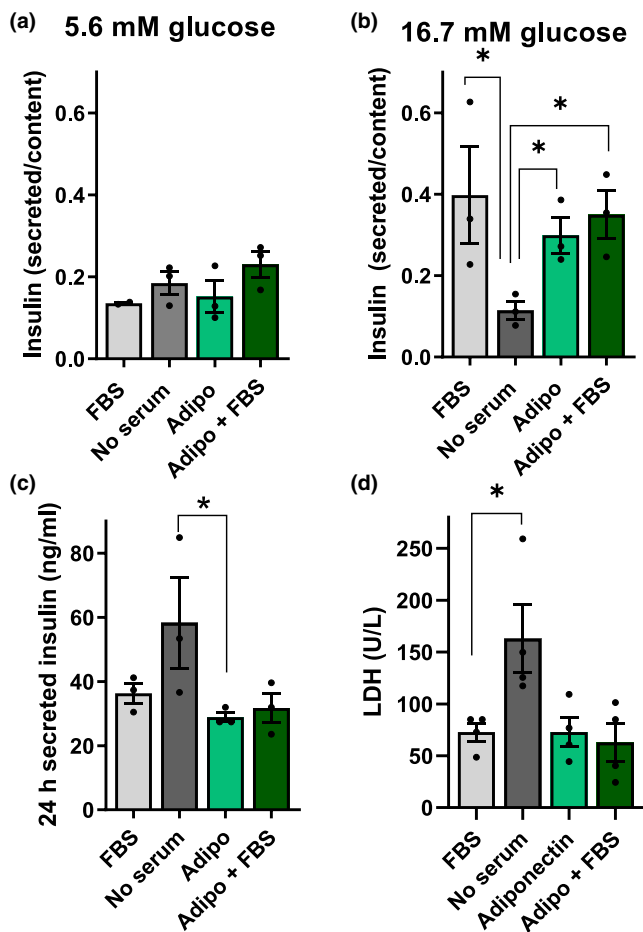 (a) 5.6 mM glucose
Insulin (secreted/content)
0.6
0.4
0.2
0.0
FBS
No serum
Adipo
Adipo + FBS
(b) 16.7 mM glucose
Insulin (secreted/content)
0.6
0.4
0.2
0.0
*
*
*
FBS
No serum
Adipo
Adipo + FBS
(c)
24 h secreted insulin (ng/ml)
80
60
40
20
0
*
FBS
No serum
Adipo
Adipo + FBS
(d)
LDH (U/L)
250
200
150
100
50
0
*
FBS
No serum
Adiponectin
Adipo + FBS